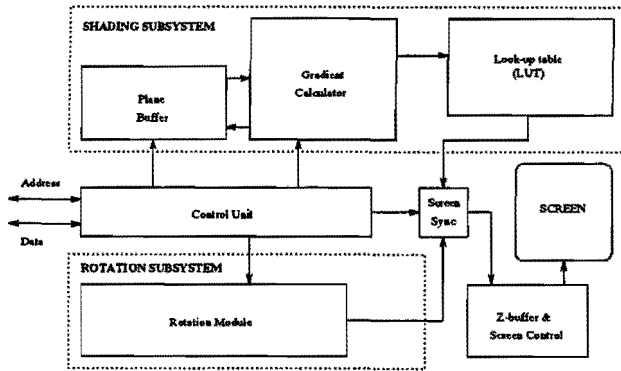 SHADING SUBSYSTEM
Plane
Buffer
Gradient
Calculator
Look-up table
(LUT)
Address
Data
Control Unit
Screen
Sync
SCREEN
ROTATION SUBSYSTEM
Rotation Module
Z-buffer &
Screen Control